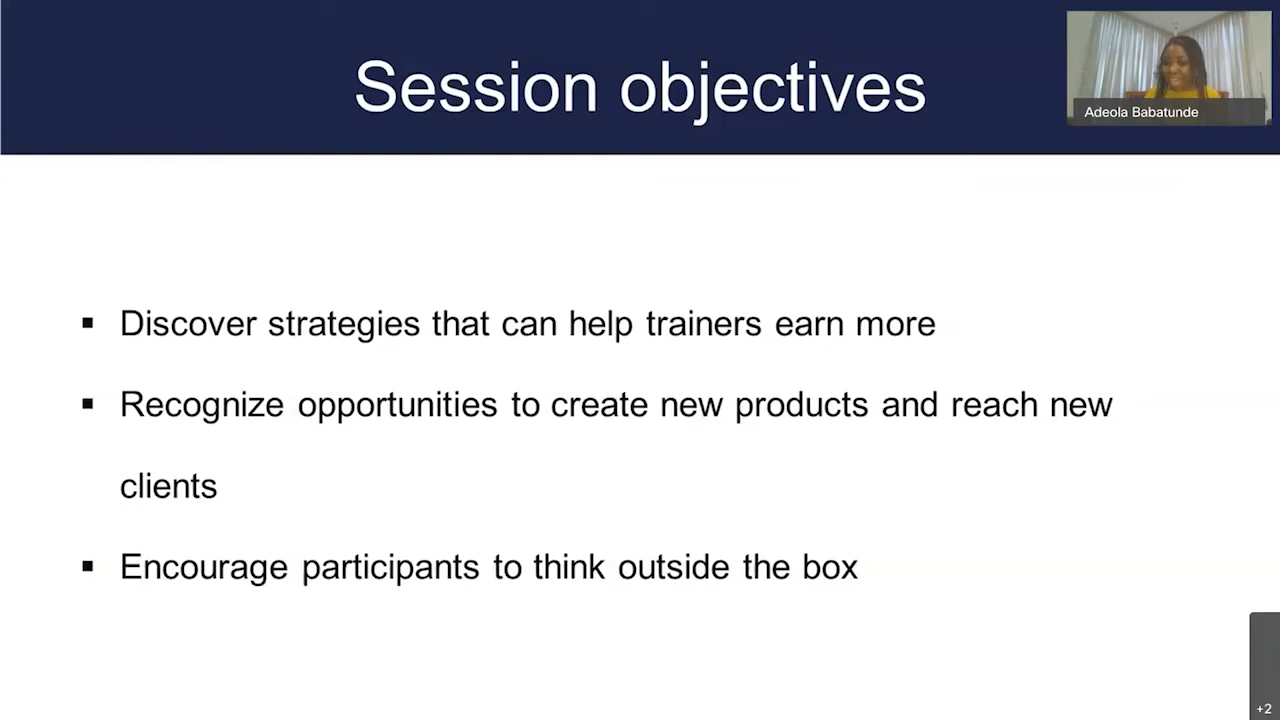 Session objectives
Adeola Babatunde
▪ Discover strategies that can help trainers earn more
▪ Recognize opportunities to create new products and reach new
clients
▪ Encourage participants to think outside the box
+2